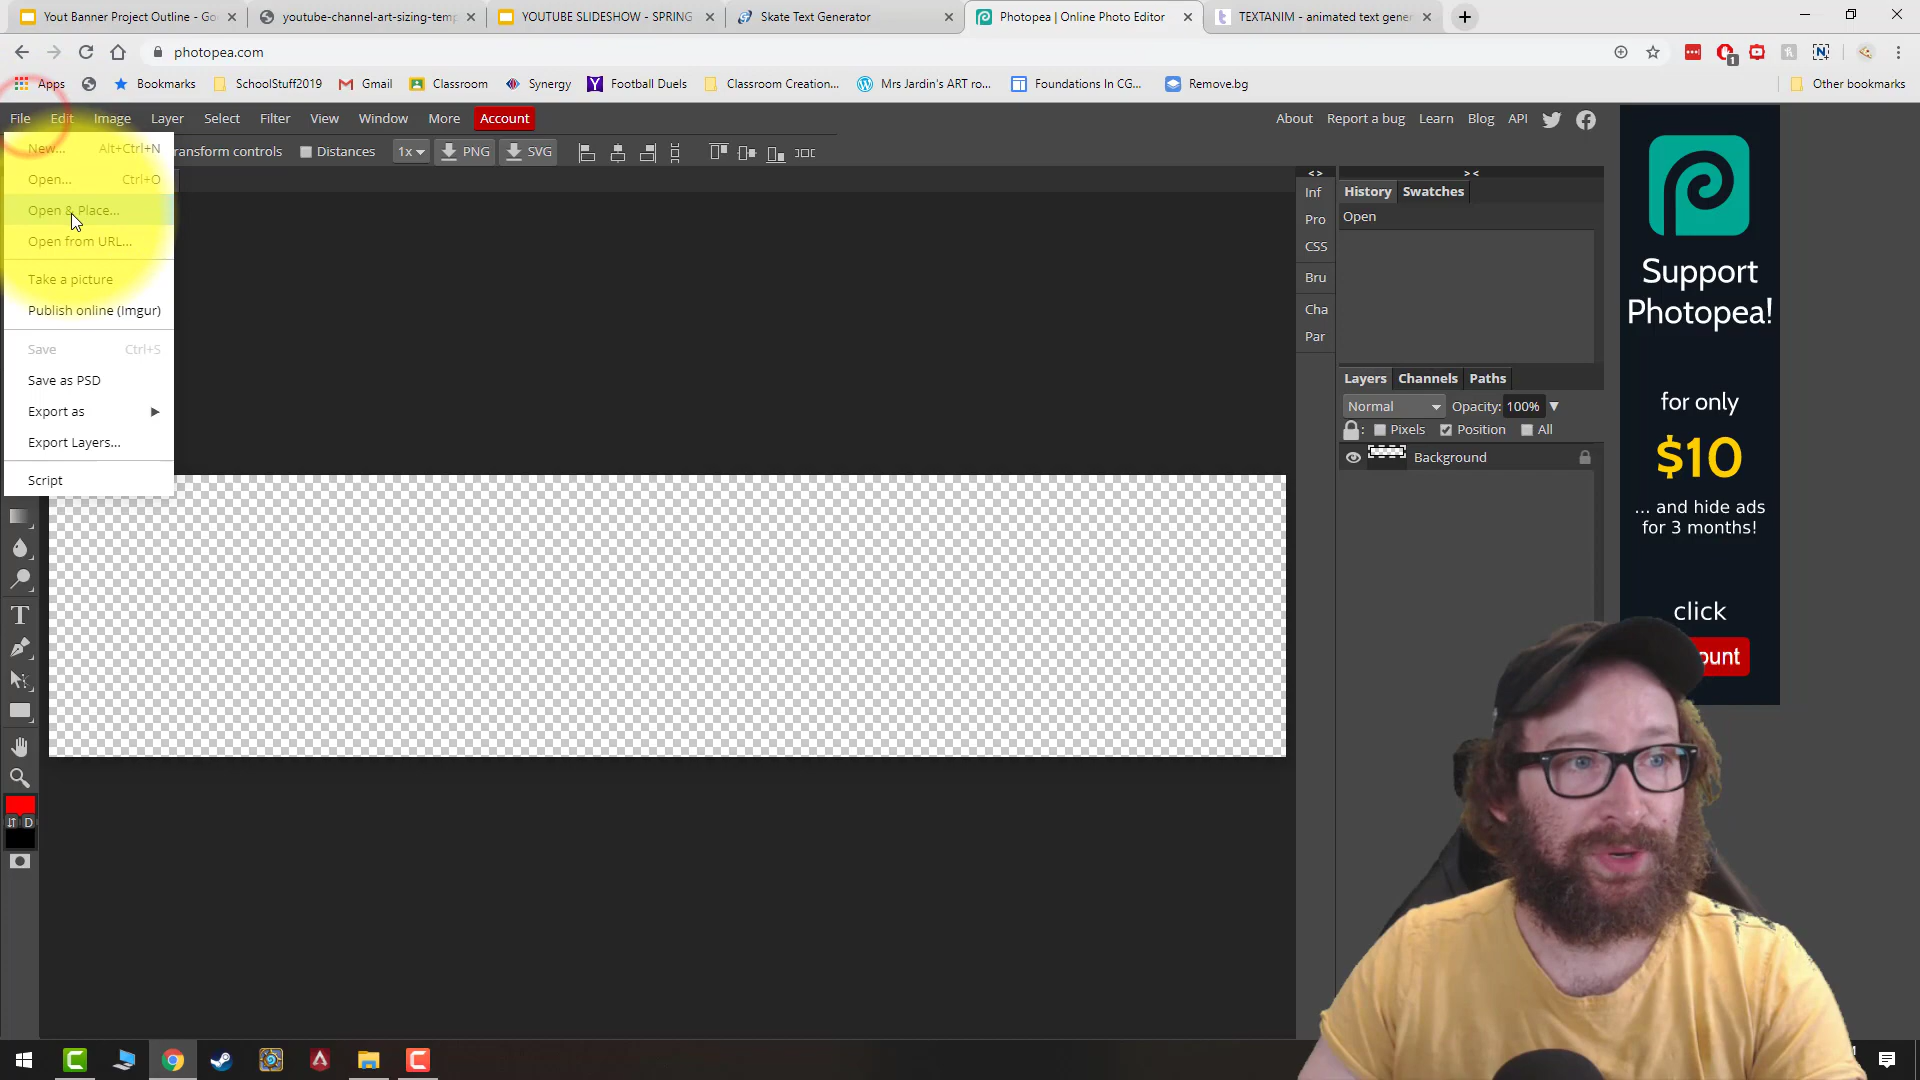 Yout Banner Project Outline - Go
youtube-channel-art-sizing-temp
YOUTUBE SLIDESHOW - SPRING
Skate Text Generator
Photopea | Online Photo Editor
TEXTANIM - animated text gene
photopea.com
1
Apps
Bookmarks
SchoolStuff2019
Gmail
Classroom
Synergy
Football Duels
Classroom Creation...
Mrs Jardin's ART ro...
Foundations In CG...
Remove.bg
Other bookmarks
File
Edit
Image
Layer
Select
Filter
View
Window
More
Account
About
Report a bug
Learn
Blog
API
New... Alt+Ctrl+N
Open... Ctrl+O
Open & Place...
Open from URL...
Take a picture
Publish online (Imgur)
Save Ctrl+S
Save as PSD
Export as
Export Layers...
Script
ransform controls
Distances
1x
PNG
SVG
T
D
< >
Inf
Pro
CSS
Bru
Cha
Par
> <
History
Swatches
Open
Layers
Channels
Paths
Normal
Opacity: 100%
Pixels
Position
All
Background
Support
Photopea!
for only
$10
... and hide ads
for 3 months!
click
ount